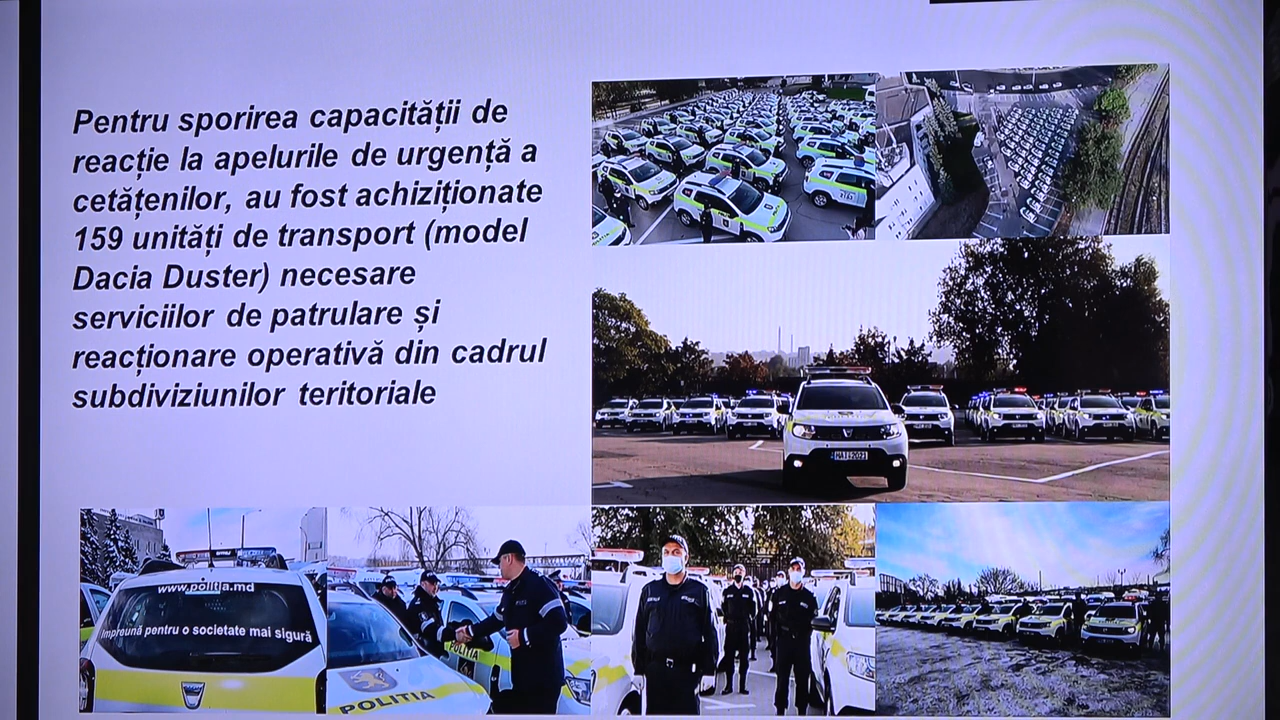 Pentru sporirea capacității de
reacție la apelurile de urgență a
cetățenilor, au fost achiziționate
159 unități de transport (model
Dacia Duster) necesare
serviciilor de patrulare și
reacționare operativă din cadrul
subdiviziunilor teritoriale
www.politia.md
Împreună pentru o societate mai sigură
POLIȚIA
POLIȚIA